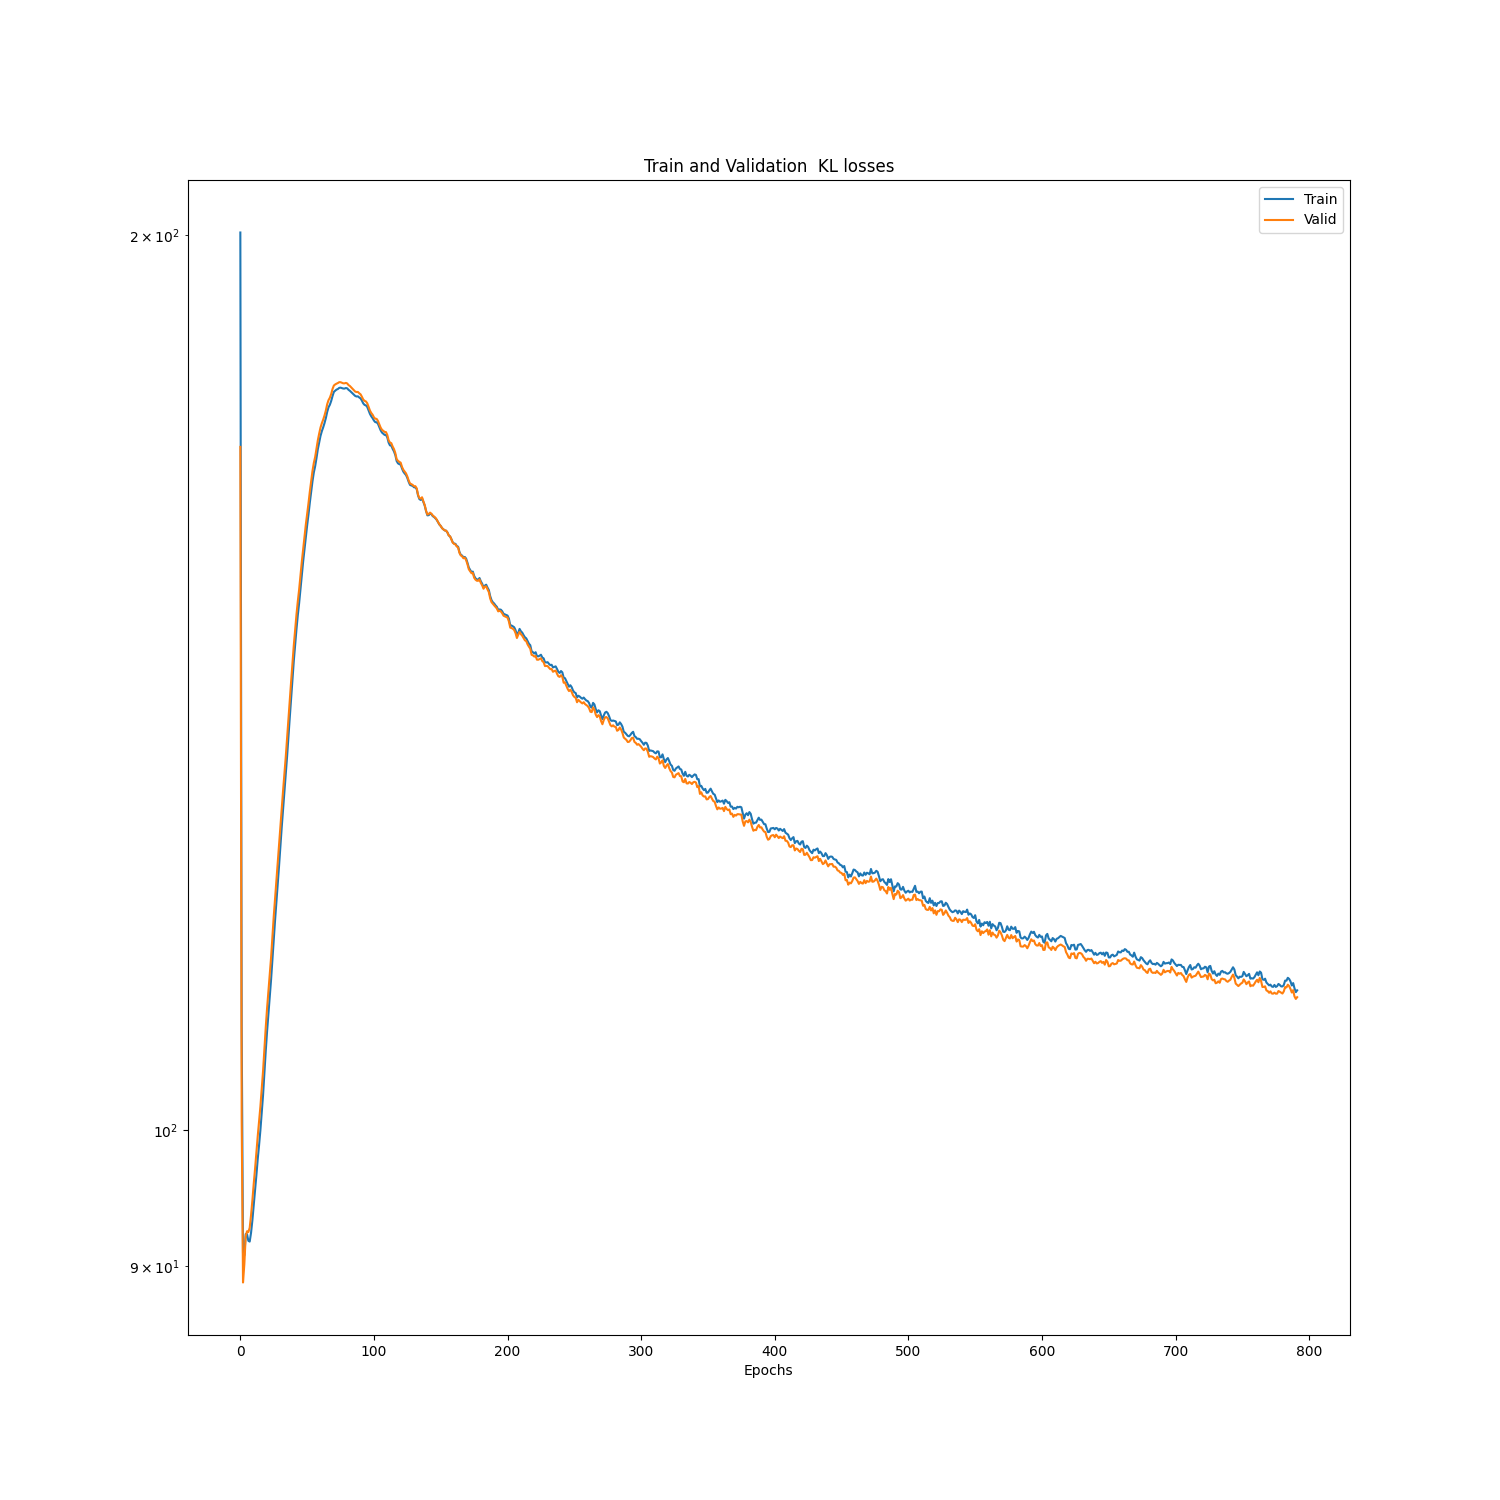 Train and Validation  KL losses
Train
Valid
2 × 10²
10²
9 × 10¹
0 100 200 300 400 500 600 700 800
Epochs